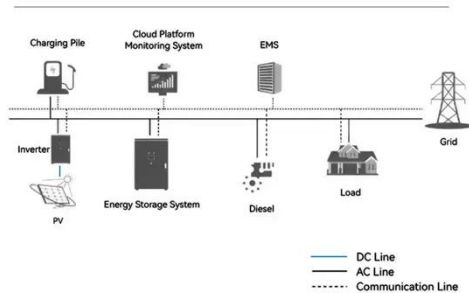 Charging Pile
Cloud Platform
Monitoring System
EMS
Grid
Inverter
PV
Energy Storage System
Diesel
Load
DC Line
AC Line
Communication Line